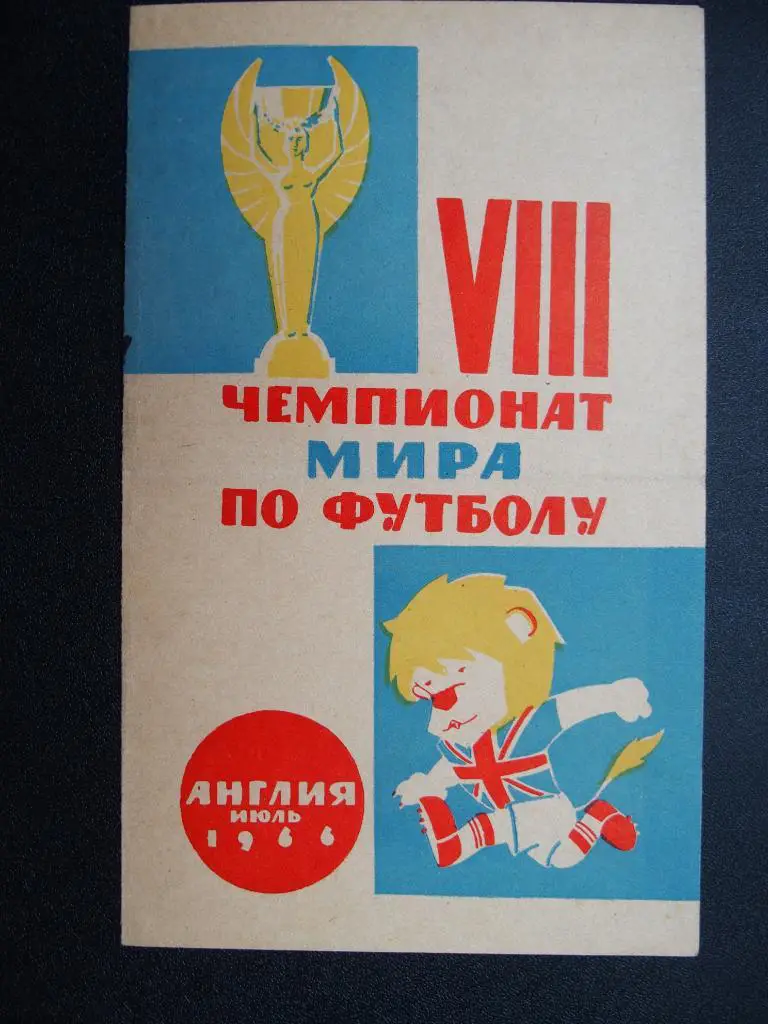 VIII
ЧЕМПИОНАТ
МИРА
ПО ФУТБОЛУ
АНГЛИЯ
ИЮЛЬ
1966